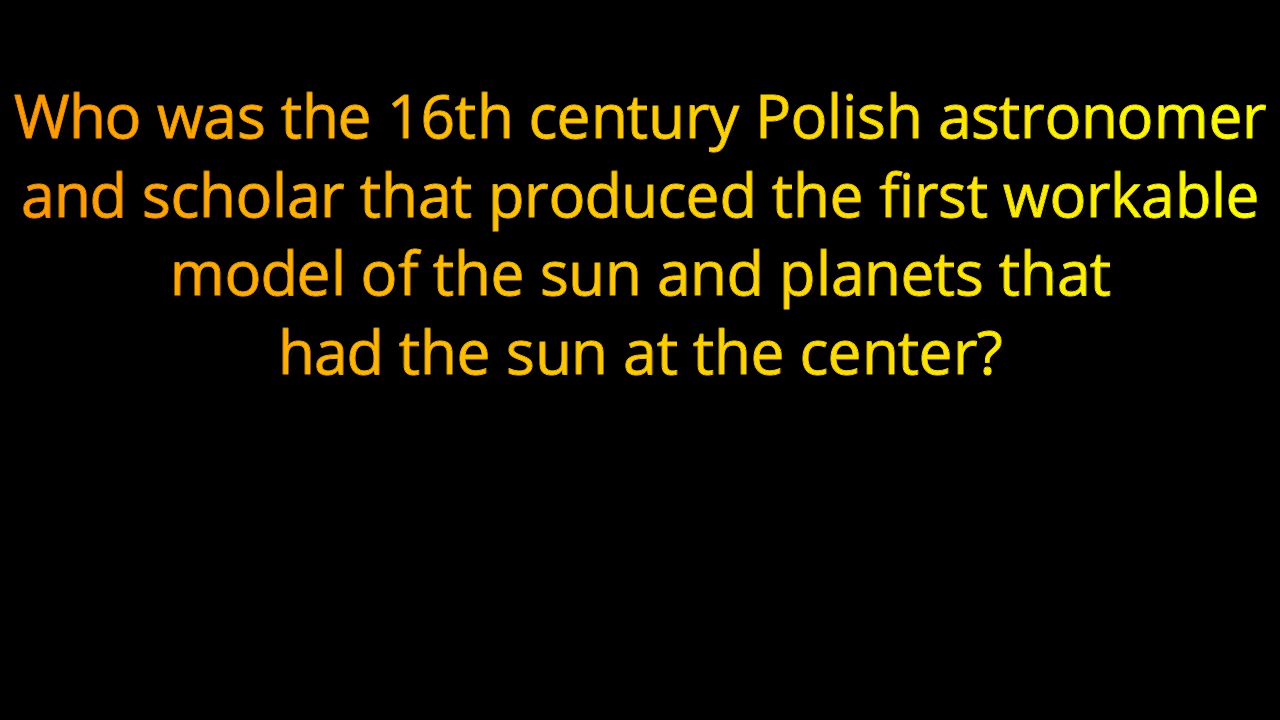 Who was the 16th century Polish astronomer
and scholar that produced the first workable
model of the sun and planets that
had the sun at the center?